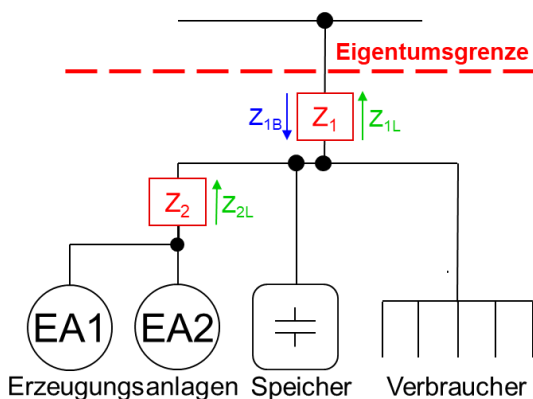 Eigentumsgrenze
Z1B Z1 Z1L
Z2 Z2L
EA1 EA2
Erzeugungsanlagen Speicher Verbraucher